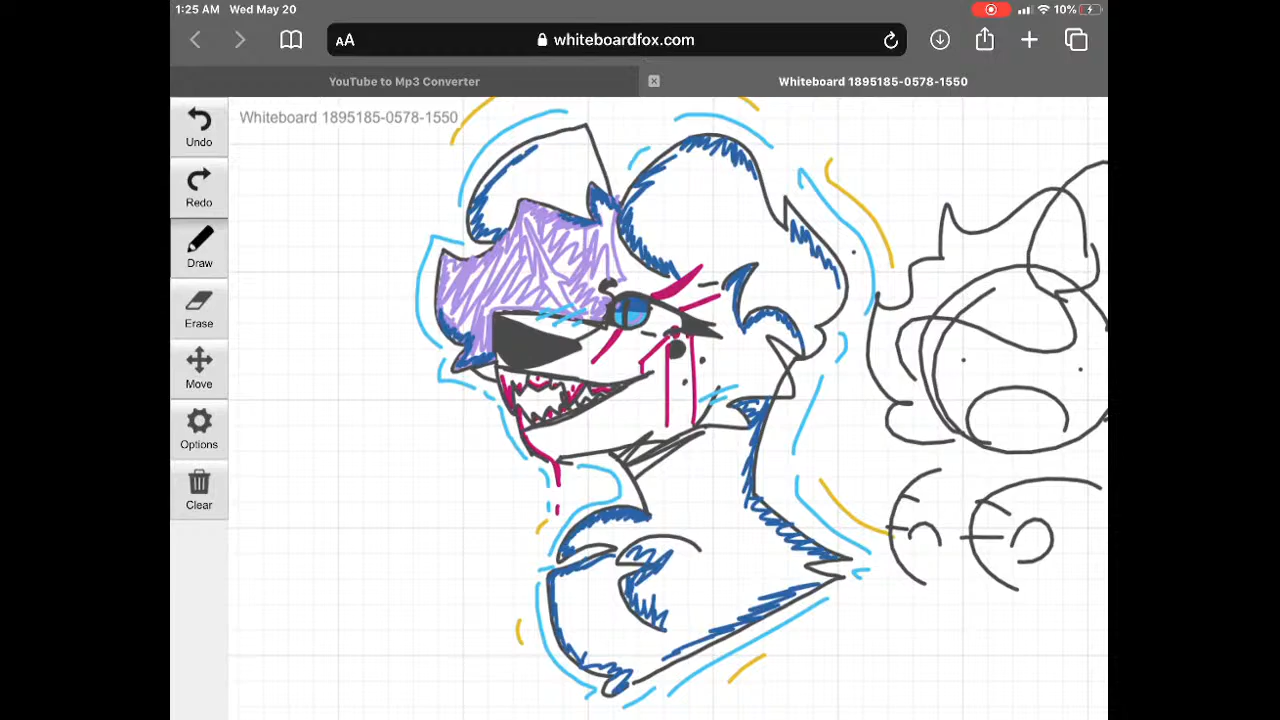 1:25 AM Wed May 20
10%
AA
whiteboardfox.com
YouTube to Mp3 Converter
Whiteboard 1895185-0578-1550
Whiteboard 1895185-0578-1550
Undo
Redo
Draw
Erase
Move
Options
Clear